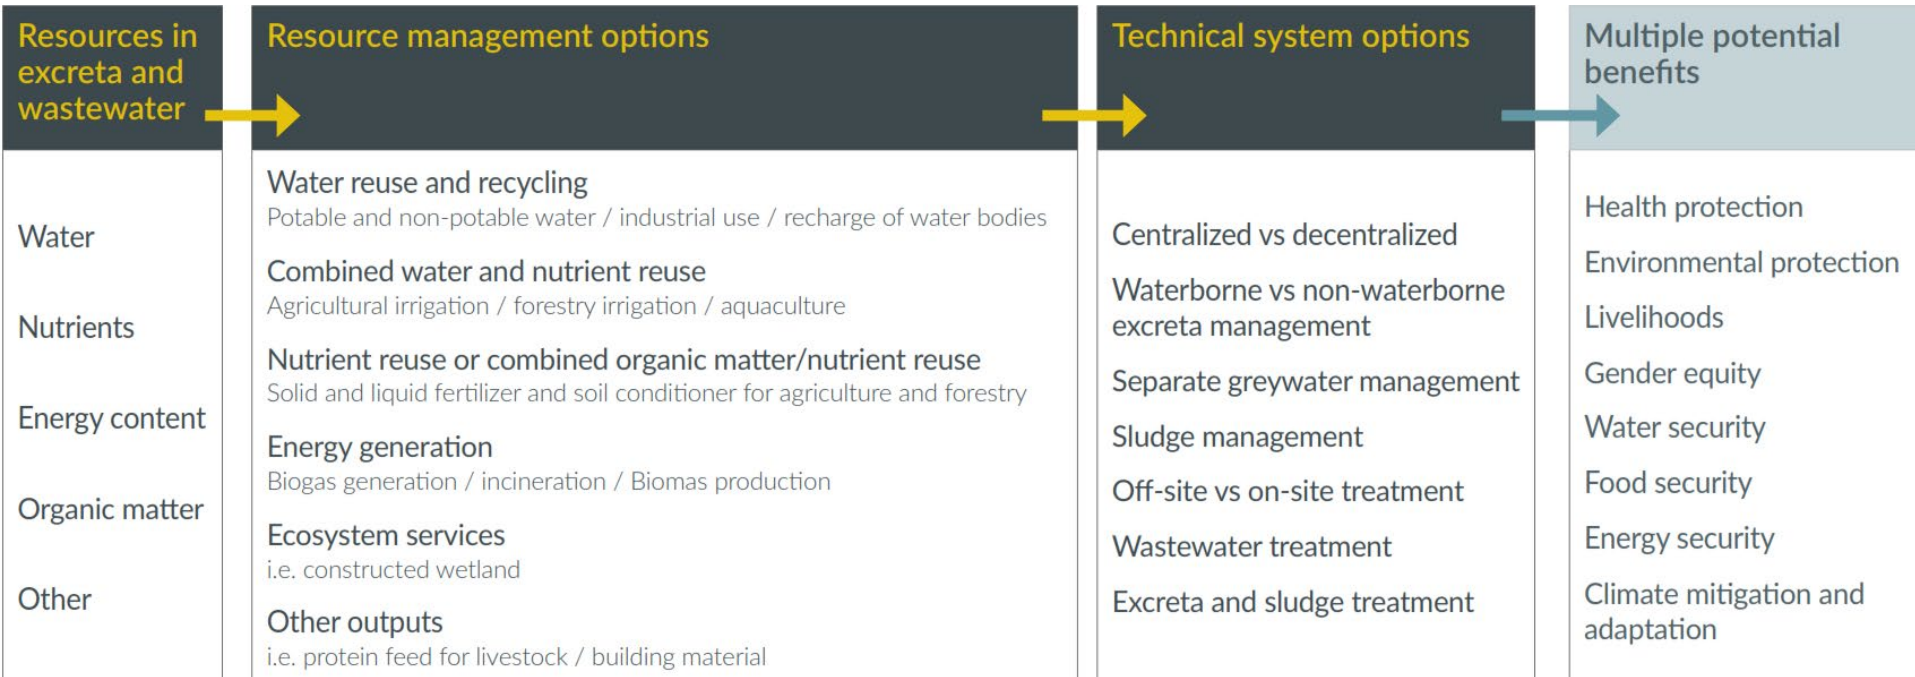 Resources in
excreta and
wastewater
Water
Nutrients
Energy content
Organic matter
Other
Resource management options
Water reuse and recycling
Potable and non-potable water / industrial use / recharge of water bodies
Combined water and nutrient reuse
Agricultural irrigation / forestry irrigation / aquaculture
Nutrient reuse or combined organic matter/nutrient reuse
Solid and liquid fertilizer and soil conditioner for agriculture and forestry
Energy generation
Biogas generation / incineration / Biomas production
Ecosystem services
i.e. constructed wetland
Other outputs
i.e. protein feed for livestock / building material
Technical system options
Centralized vs decentralized
Waterborne vs non-waterborne
excreta management
Separate greywater management
Sludge management
Off-site vs on-site treatment
Wastewater treatment
Excreta and sludge treatment
Multiple potential
benefits
Health protection
Environmental protection
Livelihoods
Gender equity
Water security
Food security
Energy security
Climate mitigation and
adaptation